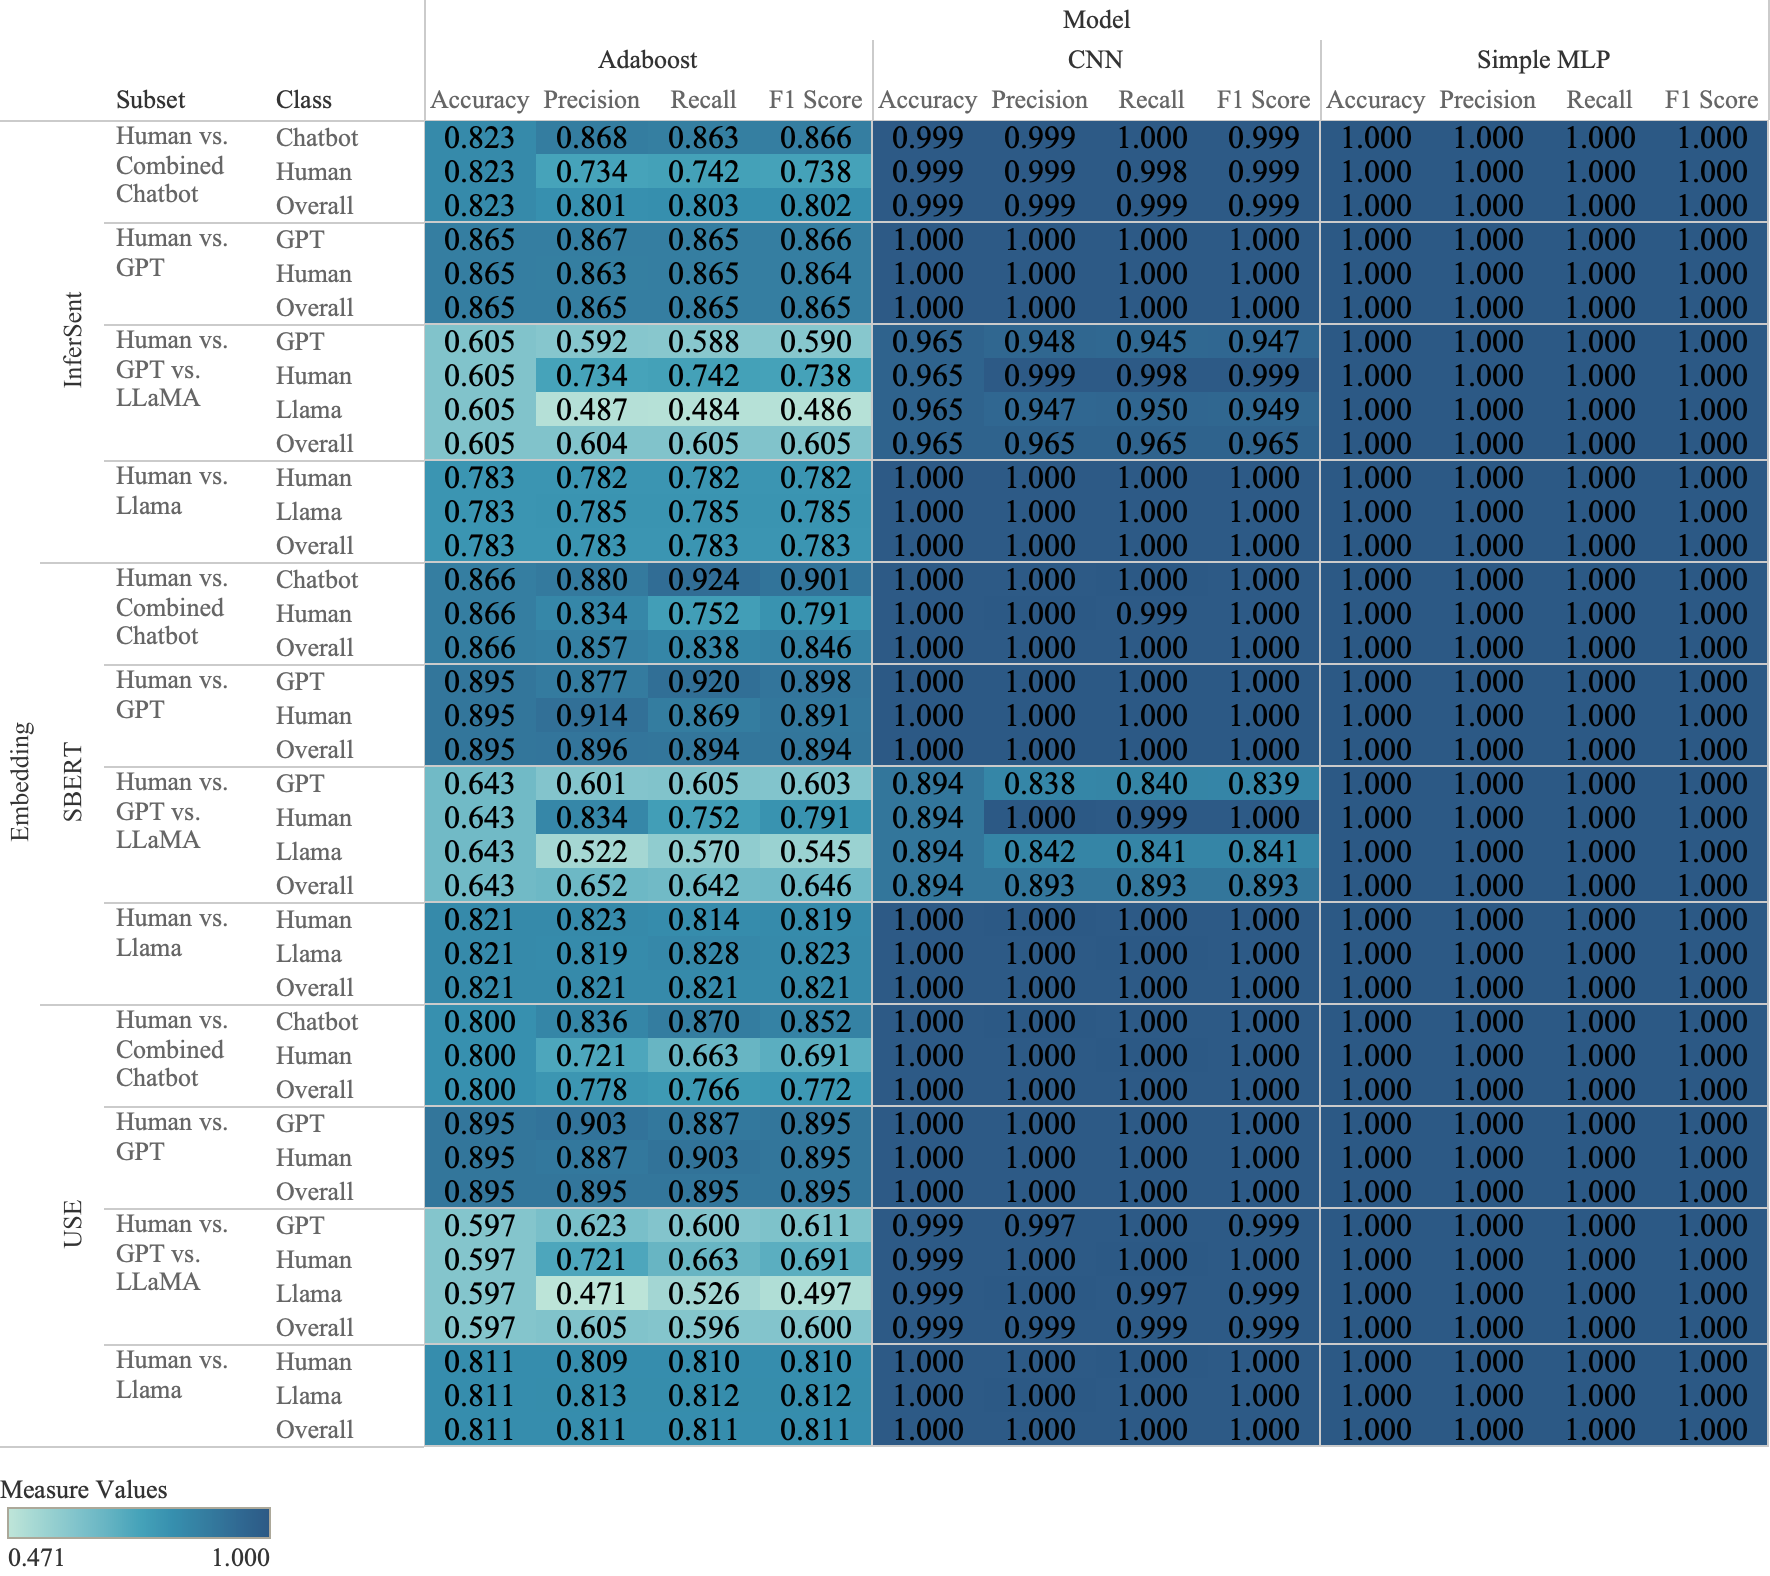 Model
Adaboost CNN Simple MLP
Subset Class Accuracy Precision Recall F1 Score Accuracy Precision Recall F1 Score Accuracy Precision Recall F1 Score
Embedding
InferSent
Human vs. Chatbot 0.823 0.868 0.863 0.866 0.999 0.999 1.000 0.999 1.000 1.000 1.000 1.000
Combined Human 0.823 0.734 0.742 0.738 0.999 0.999 0.998 0.999 1.000 1.000 1.000 1.000
Chatbot Overall 0.823 0.801 0.803 0.802 0.999 0.999 0.999 0.999 1.000 1.000 1.000 1.000
Human vs. GPT 0.865 0.867 0.865 0.866 1.000 1.000 1.000 1.000 1.000 1.000 1.000 1.000
GPT Human 0.865 0.863 0.865 0.864 1.000 1.000 1.000 1.000 1.000 1.000 1.000 1.000
Overall 0.865 0.865 0.865 0.865 1.000 1.000 1.000 1.000 1.000 1.000 1.000 1.000
Human vs. GPT 0.605 0.592 0.588 0.590 0.965 0.948 0.945 0.947 1.000 1.000 1.000 1.000
GPT vs. Human 0.605 0.734 0.742 0.738 0.965 0.999 0.998 0.999 1.000 1.000 1.000 1.000
LLaMA Llama 0.605 0.487 0.484 0.486 0.965 0.947 0.950 0.949 1.000 1.000 1.000 1.000
Overall 0.605 0.604 0.605 0.605 0.965 0.965 0.965 0.965 1.000 1.000 1.000 1.000
Human vs. Human 0.783 0.782 0.782 0.782 1.000 1.000 1.000 1.000 1.000 1.000 1.000 1.000
Llama Llama 0.783 0.785 0.785 0.785 1.000 1.000 1.000 1.000 1.000 1.000 1.000 1.000
Overall 0.783 0.783 0.783 0.783 1.000 1.000 1.000 1.000 1.000 1.000 1.000 1.000
SBERT
Human vs. Chatbot 0.866 0.880 0.924 0.901 1.000 1.000 1.000 1.000 1.000 1.000 1.000 1.000
Combined Human 0.866 0.834 0.752 0.791 1.000 1.000 0.999 1.000 1.000 1.000 1.000 1.000
Chatbot Overall 0.866 0.857 0.838 0.846 1.000 1.000 1.000 1.000 1.000 1.000 1.000 1.000
Human vs. GPT 0.895 0.877 0.920 0.898 1.000 1.000 1.000 1.000 1.000 1.000 1.000 1.000
GPT Human 0.895 0.914 0.869 0.891 1.000 1.000 1.000 1.000 1.000 1.000 1.000 1.000
Overall 0.895 0.896 0.894 0.894 1.000 1.000 1.000 1.000 1.000 1.000 1.000 1.000
Human vs. GPT 0.643 0.601 0.605 0.603 0.894 0.838 0.840 0.839 1.000 1.000 1.000 1.000
GPT vs. Human 0.643 0.834 0.752 0.791 0.894 1.000 0.999 1.000 1.000 1.000 1.000 1.000
LLaMA Llama 0.643 0.522 0.570 0.545 0.894 0.842 0.841 0.841 1.000 1.000 1.000 1.000
Overall 0.643 0.652 0.642 0.646 0.894 0.893 0.893 0.893 1.000 1.000 1.000 1.000
Human vs. Human 0.821 0.823 0.814 0.819 1.000 1.000 1.000 1.000 1.000 1.000 1.000 1.000
Llama Llama 0.821 0.819 0.828 0.823 1.000 1.000 1.000 1.000 1.000 1.000 1.000 1.000
Overall 0.821 0.821 0.821 0.821 1.000 1.000 1.000 1.000 1.000 1.000 1.000 1.000
USE
Human vs. Chatbot 0.800 0.836 0.870 0.852 1.000 1.000 1.000 1.000 1.000 1.000 1.000 1.000
Combined Human 0.800 0.721 0.663 0.691 1.000 1.000 1.000 1.000 1.000 1.000 1.000 1.000
Chatbot Overall 0.800 0.778 0.766 0.772 1.000 1.000 1.000 1.000 1.000 1.000 1.000 1.000
Human vs. GPT 0.895 0.903 0.887 0.895 1.000 1.000 1.000 1.000 1.000 1.000 1.000 1.000
GPT Human 0.895 0.887 0.903 0.895 1.000 1.000 1.000 1.000 1.000 1.000 1.000 1.000
Overall 0.895 0.895 0.895 0.895 1.000 1.000 1.000 1.000 1.000 1.000 1.000 1.000
Human vs. GPT 0.597 0.623 0.600 0.611 0.999 0.997 1.000 0.999 1.000 1.000 1.000 1.000
GPT vs. Human 0.597 0.721 0.663 0.691 0.999 1.000 1.000 1.000 1.000 1.000 1.000 1.000
LLaMA Llama 0.597 0.471 0.526 0.497 0.999 1.000 0.997 0.999 1.000 1.000 1.000 1.000
Overall 0.597 0.605 0.596 0.600 0.999 0.999 0.999 0.999 1.000 1.000 1.000 1.000
Human vs. Human 0.811 0.809 0.810 0.810 1.000 1.000 1.000 1.000 1.000 1.000 1.000 1.000
Llama Llama 0.811 0.813 0.812 0.812 1.000 1.000 1.000 1.000 1.000 1.000 1.000 1.000
Overall 0.811 0.811 0.811 0.811 1.000 1.000 1.000 1.000 1.000 1.000 1.000 1.000
Measure Values
0.471 1.000